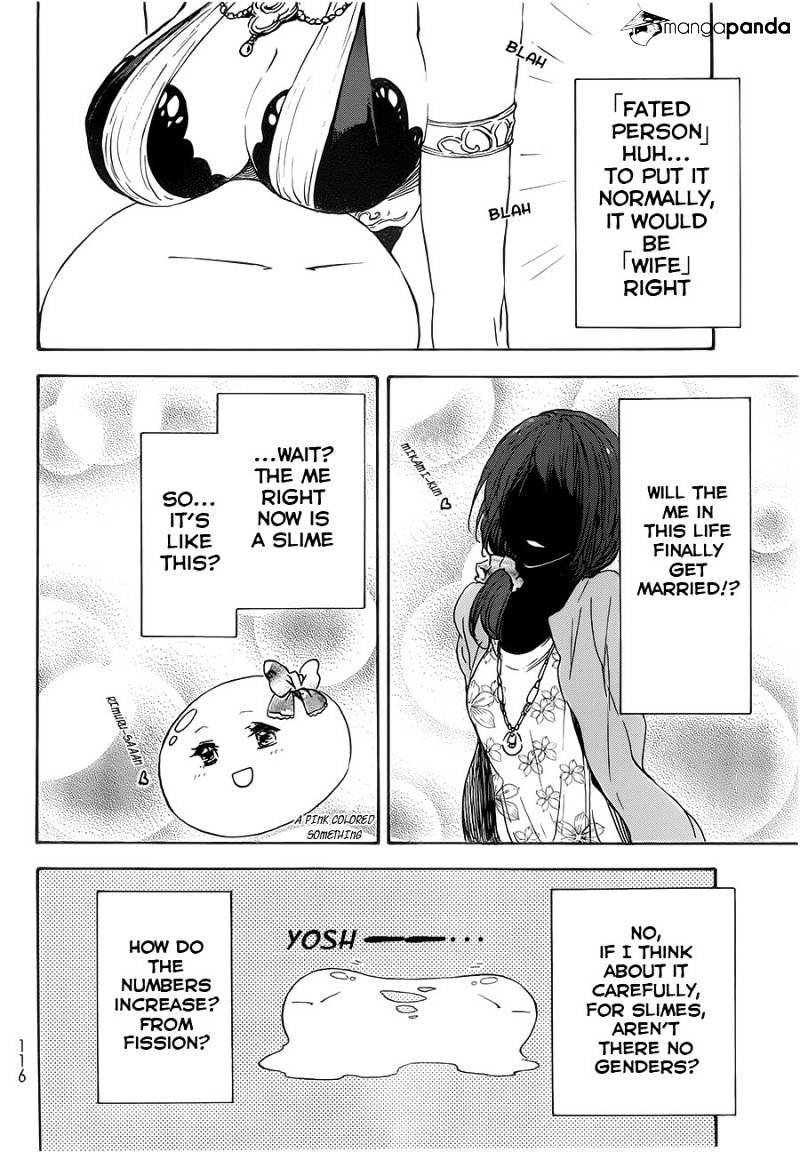 mangapanda
BLAH
BLAH
「FATED
PERSON」
HUH...
TO PUT IT
NORMALLY,
IT WOULD
BE
「WIFE」
RIGHT
WILL THE
ME IN
THIS LIFE
FINALLY
GET
MARRIED!?
MIKAMI-KUN ♡
...WAIT?
THE ME
RIGHT
NOW IS
A SLIME
SO...
IT'S
LIKE
THIS?
RIMURU-SAAAN ♡
A PINK COLORED
SOMETHING
NO,
IF I THINK
ABOUT IT
CAREFULLY,
FOR SLIMES,
AREN'T
THERE NO
GENDERS?
YOSH ——...
HOW DO
THE
NUMBERS
INCREASE?
FROM
FISSION?
116